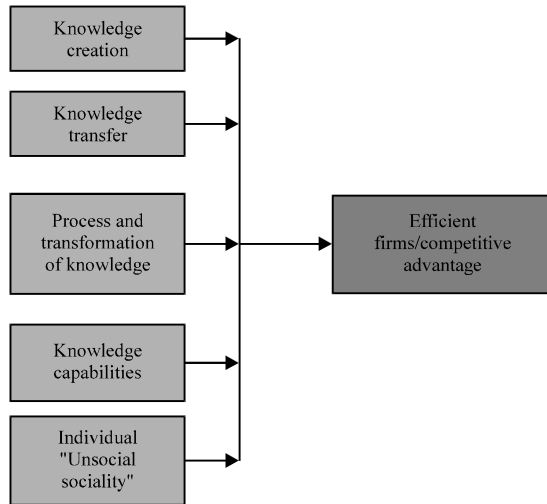 Knowledge
creation
Knowledge
transfer
Process and
transformation
of knowledge
Efficient
firms/competitive
advantage
Knowledge
capabilities
Individual
"Unsocial
sociality"